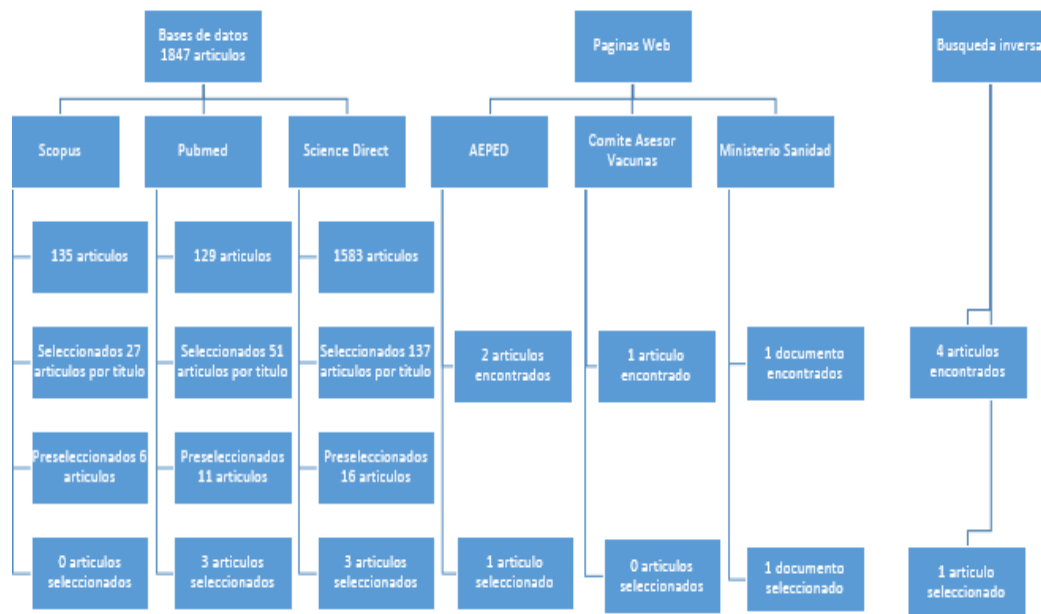 Bases de datos
1847 articulos
Paginas Web
Busqueda inversa
Scopus
Pubmed
Science Direct
AEPED
Comite Asesor
Vacunas
Ministerio Sanidad
135 articulos
129 articulos
1583 articulos
Seleccionados 27
articulos por titulo
Seleccionados 51
articulos por titulo
Seleccionados 137
articulos por titulo
2 articulos
encontrados
1 articulo
encontrado
1 documento
encontrados
4 articulos
encontrados
Preseleccionados 6
articulos
Preseleccionados
11 articulos
Preseleccionados
16 articulos
0 articulos
seleccionados
3 articulos
seleccionados
3 articulos
seleccionados
1 articulo
seleccionado
0 articulos
seleccionados
1 documento
seleccionado
1 articulo
seleccionado